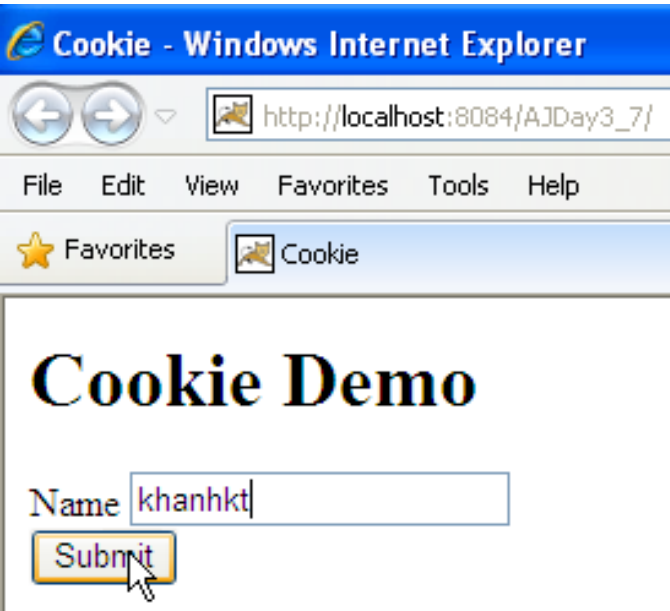 Cookie - Windows Internet Explorer
http://localhost:8084/AJDay3_7/
File Edit View Favorites Tools Help
Favorites Cookie
Cookie Demo
Name khanhkt
Submit